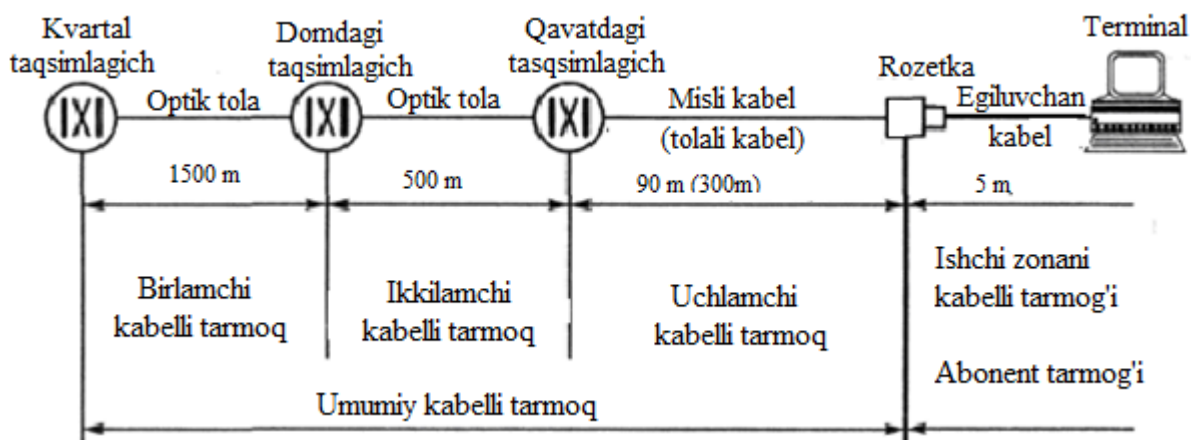 Kvartal
taqsimlagich
Domdagi
taqsimlagich
Qavatdagi
tasqsimlagich
Rozetka
Terminal
Optik tola
Optik tola
Misli kabel
(tolali kabel)
Egiluvchan
kabel
1500 m
500 m
90 m (300m)
5 m
Birlamchi
kabelli tarmoq
Ikkilamchi
kabelli tarmoq
Uchlamchi
kabelli tarmoq
Ishchi zonani
kabelli tarmog'i
Abonent tarmog'i
Umumiy kabelli tarmoq